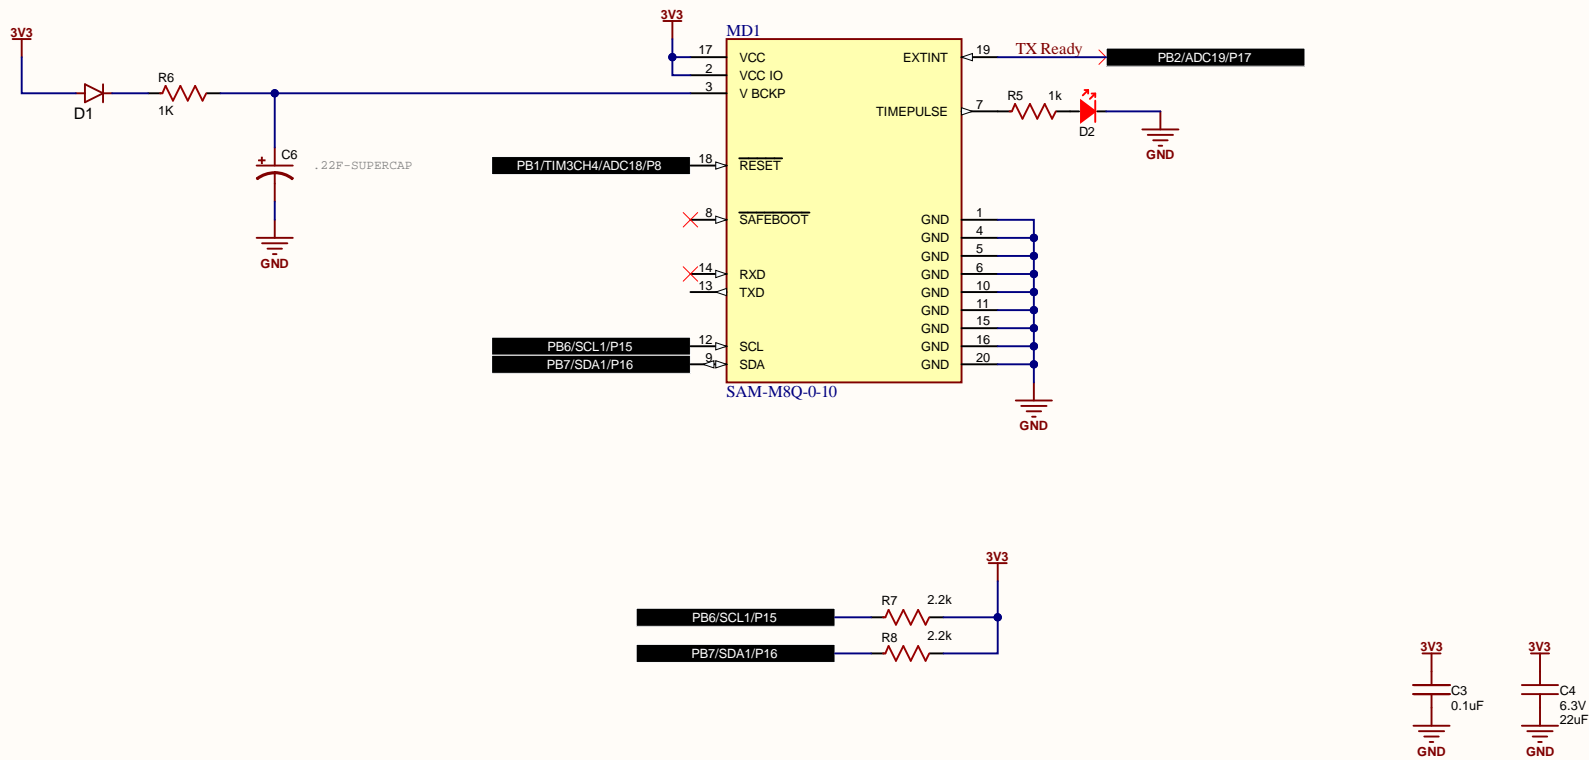 3V3
D1
R6
1K
C6
.22F-SUPERCAP
GND
3V3
MD1
17 VCC
2 VCC IO
3 V BCKP
PB1/TIM3CH4/ADC18/P8 18 RESET
8 SAFEBOOT
14 RXD
13 TXD
PB6/SCL1/P15 12 SCL
PB7/SDA1/P16 9 SDA
SAM-M8Q-0-10
EXTINT 19 TX Ready PB2/ADC19/P17
TIMEPULSE 7 R5 1k
D2
GND
GND 1
GND 4
GND 5
GND 6
GND 10
GND 11
GND 15
GND 16
GND 20
GND
3V3
PB6/SCL1/P15 R7 2.2k
PB7/SDA1/P16 R8 2.2k
3V3
C3
0.1uF
GND
3V3
C4
6.3V
22uF
GND